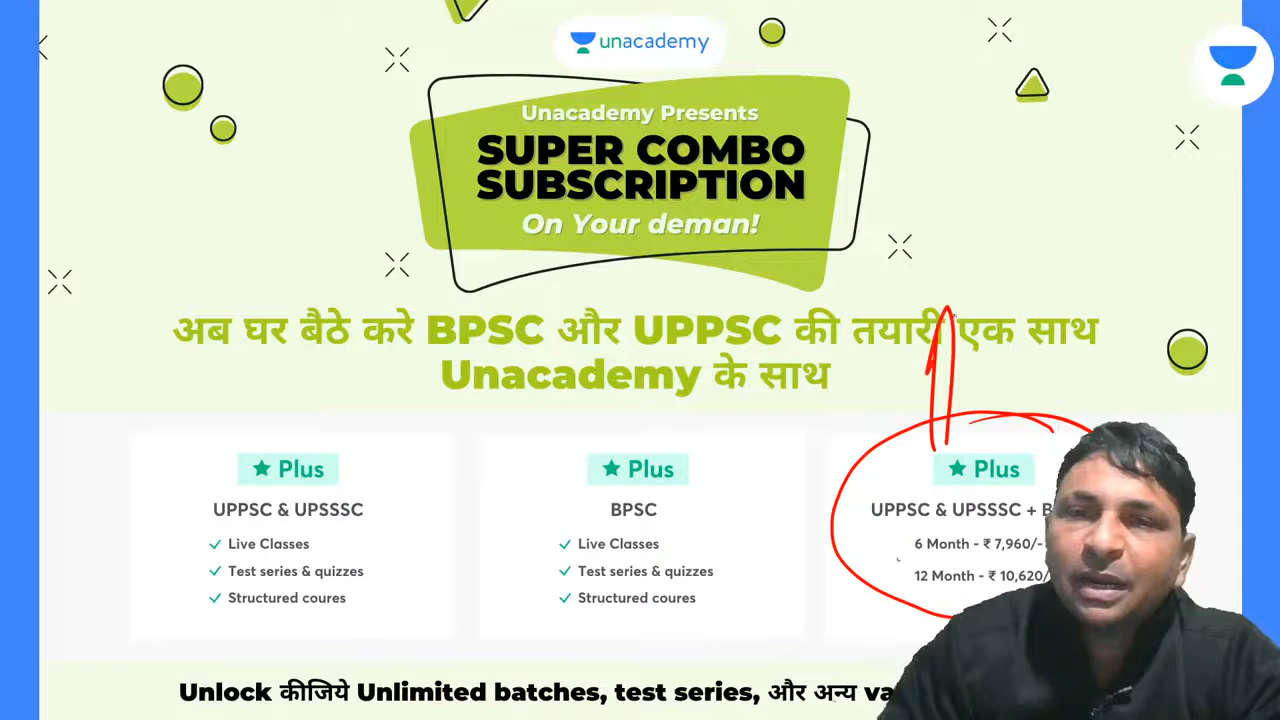 unacademy
Unacademy Presents
SUPER COMBO
SUBSCRIPTION
On Your deman!
अब घर बैठे करे BPSC और UPPSC की तयारी एक साथ
Unacademy के साथ
Plus
UPPSC & UPSSSC
Live Classes
Test series & quizzes
Structured coures
Plus
BPSC
Live Classes
Test series & quizzes
Structured coures
Plus
UPPSC & UPSSSC +
6 Month - ₹ 7,960/-
12 Month - ₹ 10,620/
Unlock कीजिये Unlimited batches, test series, और अन्य